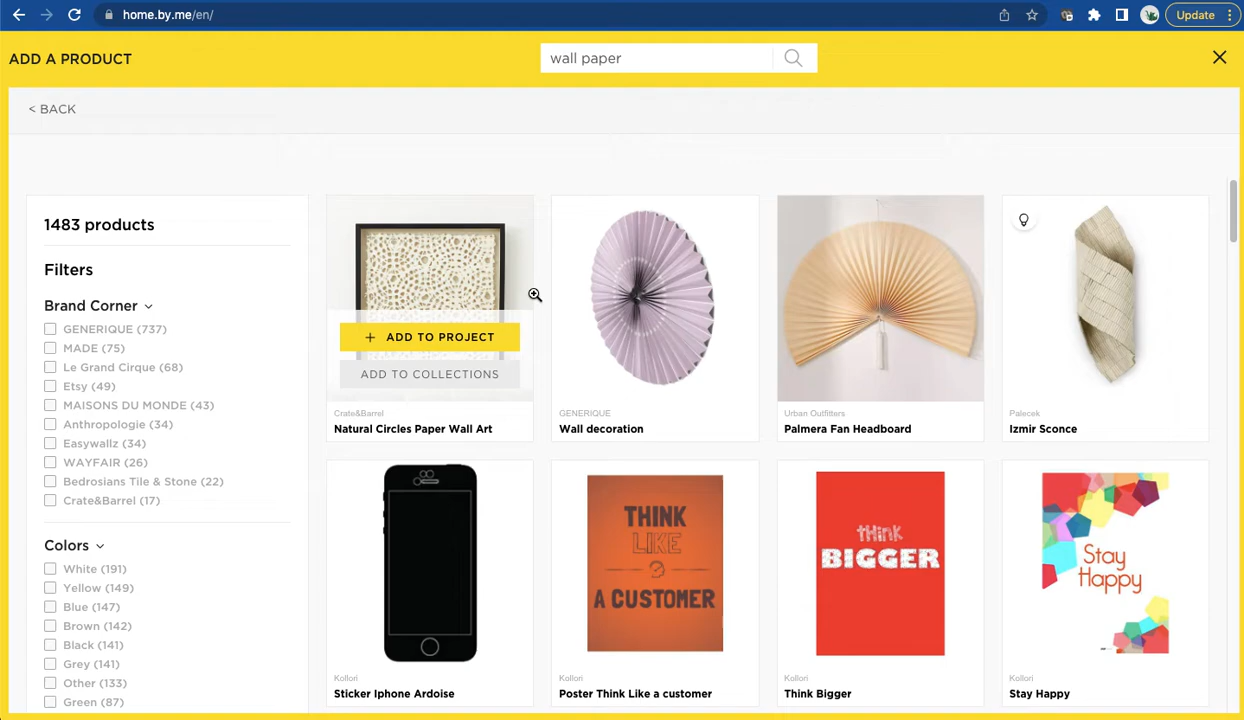 home.by.me/en/
Update
ADD A PRODUCT
wall paper
< BACK
1483 products
Filters
Brand Corner
GENERIQUE (737)
MADE (75)
Le Grand Cirque (68)
Etsy (49)
MAISONS DU MONDE (43)
Anthropologie (34)
Easywallz (34)
WAYFAIR (26)
Bedrosians Tile & Stone (22)
Crate&Barrel (17)
Colors
White (191)
Yellow (149)
Blue (147)
Brown (142)
Black (141)
Grey (141)
Other (133)
Green (87)
+ ADD TO PROJECT
ADD TO COLLECTIONS
Crate&Barrel
Natural Circles Paper Wall Art
GENERIQUE
Wall decoration
Urban Outfitters
Palmera Fan Headboard
Palecek
Izmir Sconce
Kollori
Sticker Iphone Ardoise
THINK
LIKE
A CUSTOMER
Kollori
Poster Think Like a customer
THINK
BIGGER
Kollori
Think Bigger
Stay
Happy
Kollori
Stay Happy